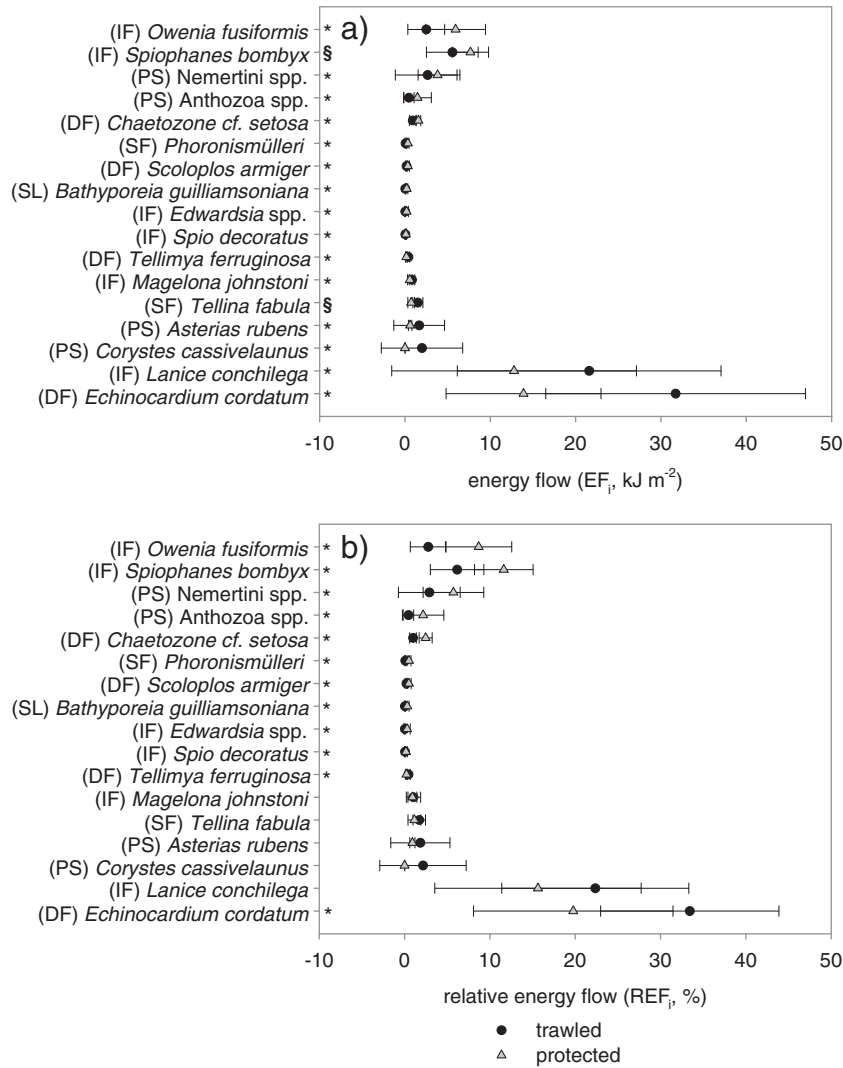 a)
(IF) Owenia fusiformis *
(IF) Spiophanes bombyx §
(PS) Nemertini spp. *
(PS) Anthozoa spp. *
(DF) Chaetozone cf. setosa *
(SF) Phoronismülleri *
(DF) Scoloplos armiger *
(SL) Bathyporeia guilliamsoniana *
(IF) Edwardsia spp. *
(IF) Spio decoratus *
(DF) Tellimya ferruginosa *
(IF) Magelona johnstoni *
(SF) Tellina fabula §
(PS) Asterias rubens *
(PS) Corystes cassivelaunus *
(IF) Lanice conchilega *
(DF) Echinocardium cordatum *
-10 0 10 20 30 40 50
energy flow (EFi, kJ m-2)
b)
(IF) Owenia fusiformis *
(IF) Spiophanes bombyx *
(PS) Nemertini spp. *
(PS) Anthozoa spp. *
(DF) Chaetozone cf. setosa *
(SF) Phoronismülleri *
(DF) Scoloplos armiger *
(SL) Bathyporeia guilliamsoniana *
(IF) Edwardsia spp. *
(IF) Spio decoratus *
(DF) Tellimya ferruginosa *
(IF) Magelona johnstoni
(SF) Tellina fabula
(PS) Asterias rubens
(PS) Corystes cassivelaunus
(IF) Lanice conchilega
(DF) Echinocardium cordatum *
-10 0 10 20 30 40 50
relative energy flow (REFi, %)
trawled
protected